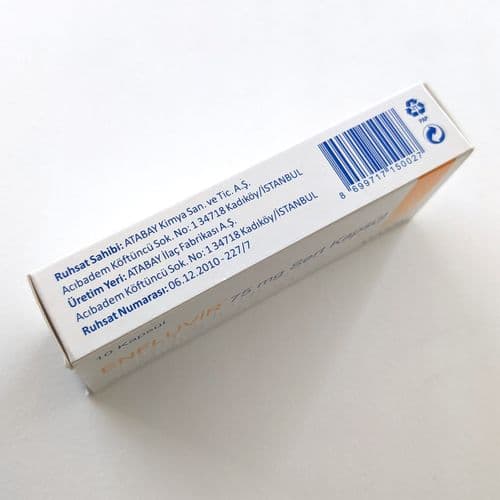 Ruhsat Sahibi: ATABAY Kimya San. ve Tic. A.Ş.
Acıbadem Köftüncü Sok. No: 1 34718 Kadıköy/İSTANBUL
Üretim Yeri: ATABAY İlaç Fabrikası A.Ş.
Acıbadem Köftüncü Sok. No: 1 34718 Kadıköy/İSTANBUL
Ruhsat Numarası: 06.12.2010-227/7
PAP
8 699717 150027
10 Kapsül
ENFLUVİR 75 mg Sert Kapsül